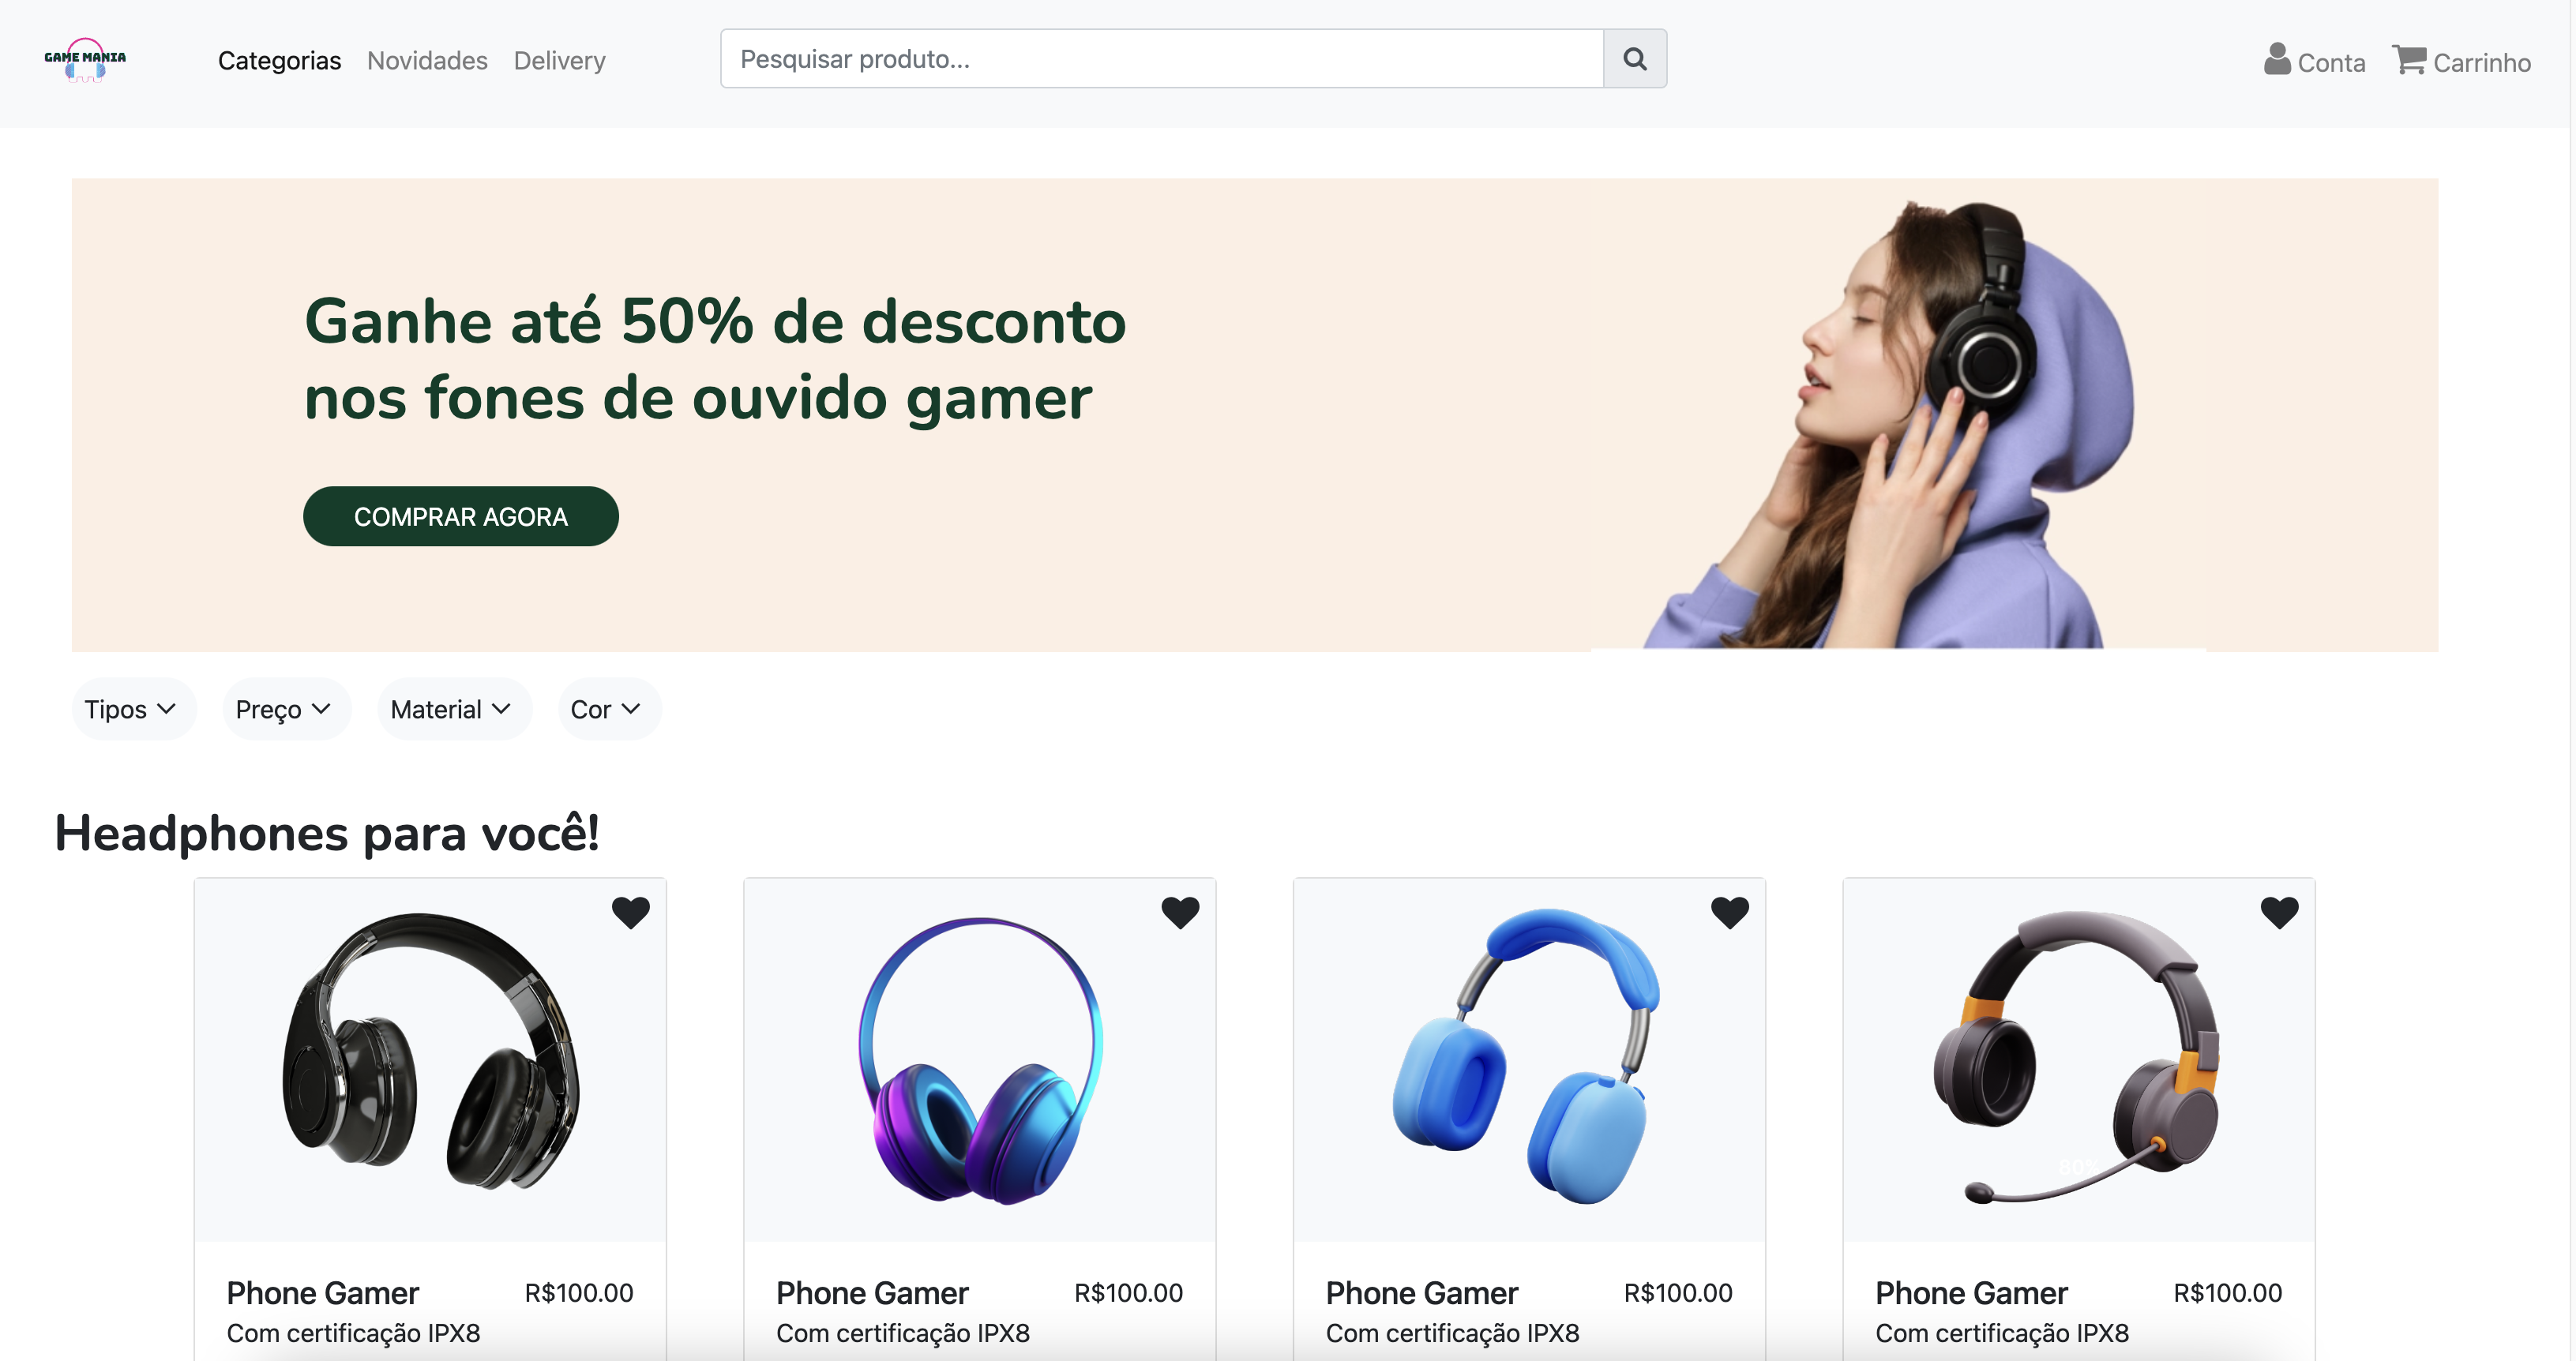 GAME MANIA
Categorias Novidades Delivery
Pesquisar produto...
Conta Carrinho
Ganhe até 50% de desconto
nos fones de ouvido gamer
COMPRAR AGORA
Tipos Preço Material Cor
Headphones para você!
80%
Phone Gamer R$100.00
Com certificação IPX8
Phone Gamer R$100.00
Com certificação IPX8
Phone Gamer R$100.00
Com certificação IPX8
Phone Gamer R$100.00
Com certificação IPX8